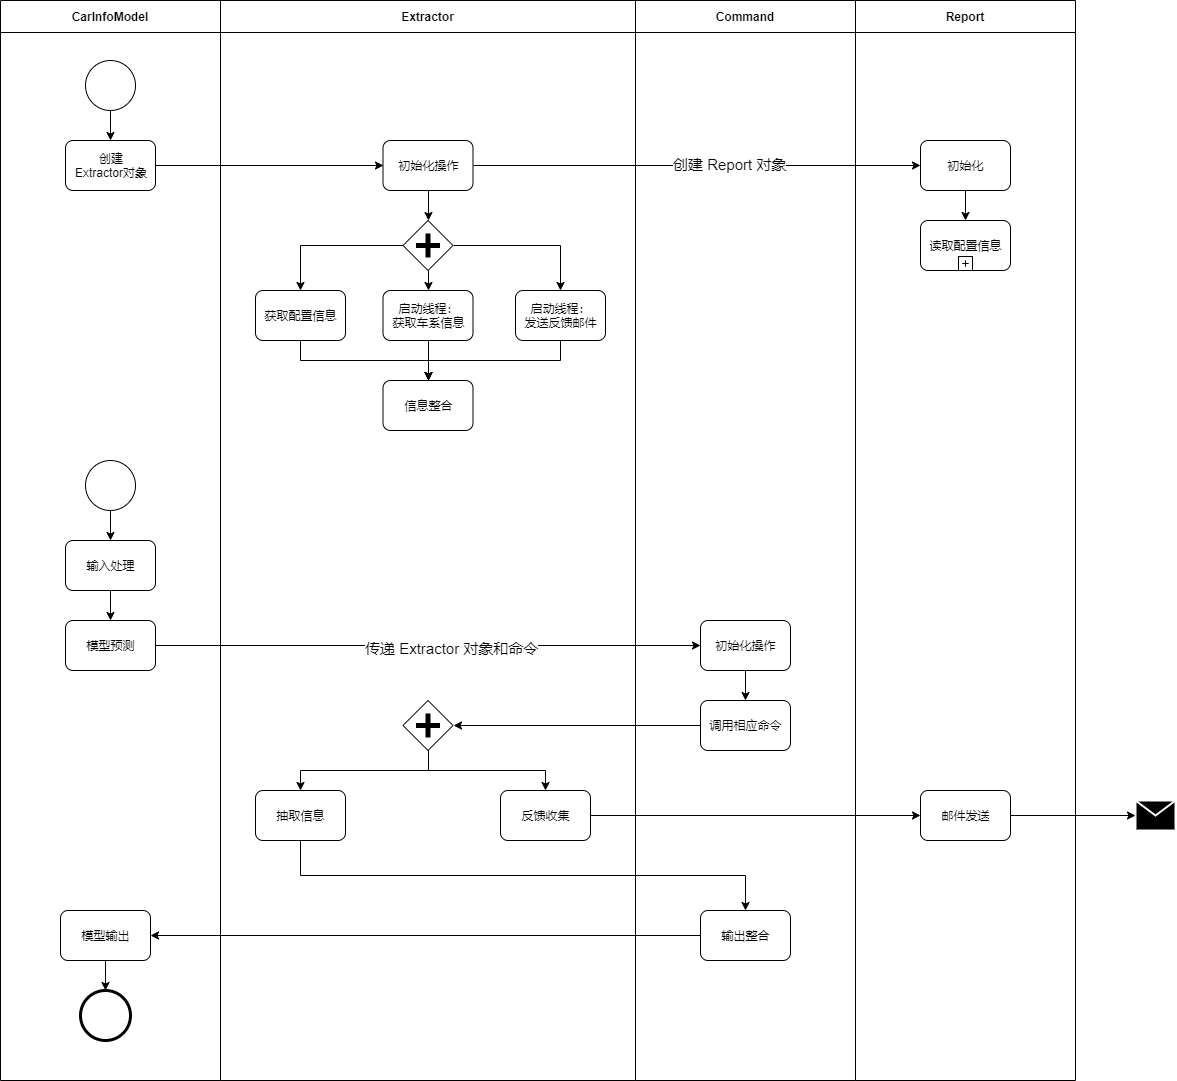 CarInfoModel
Extractor
Command
Report
创建
Extractor对象
初始化操作
创建 Report 对象
初始化
读取配置信息
获取配置信息
启动线程：
获取车系信息
启动线程：
发送反馈邮件
信息整合
输入处理
模型预测
传递 Extractor 对象和命令
初始化操作
调用相应命令
抽取信息
反馈收集
邮件发送
模型输出
输出整合